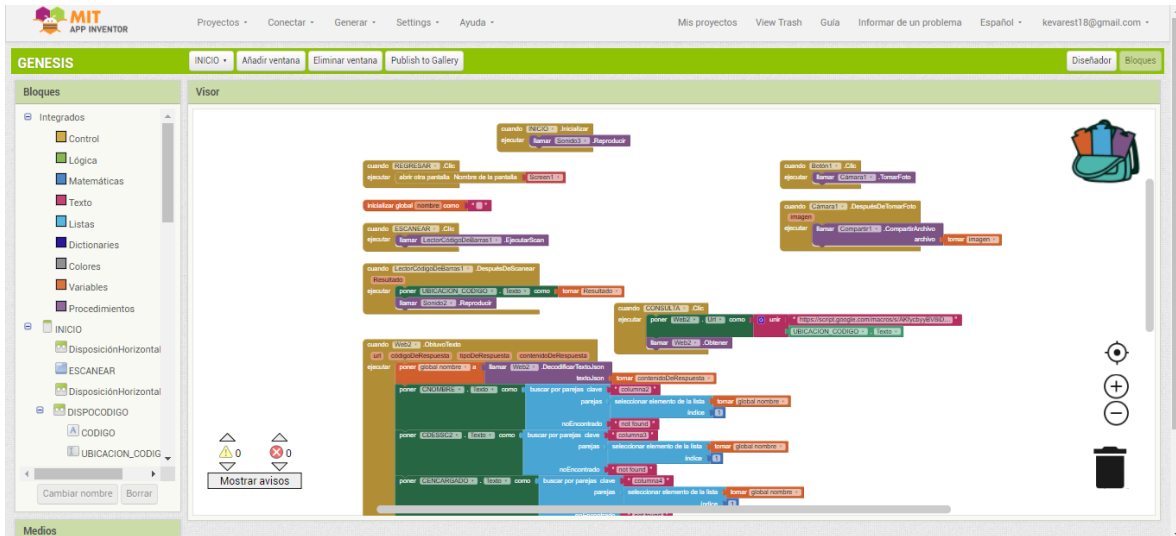 MIT
APP INVENTOR
Proyectos Conectar Generar Settings Ayuda
Mis proyectos View Trash Guía Informar de un problema Español kevarest18@gmail.com
GENESIS
INICIO Añadir ventana Eliminar ventana Publish to Gallery
Diseñador Bloques
Bloques
Visor
Integrados
Control
Lógica
Matemáticas
Texto
Listas
Dictionaries
Colores
Variables
Procedimientos
INICIO
DisposiciónHorizontal
ESCANEAR
DisposiciónHorizontal
DISPOCODIGO
CODIGO
UBICACION_CODIG
Cambiar nombre Borrar
Medios
cuando INICIO .Inicializar
ejecutar llamar Sonido3 .Reproducir
cuando REGRESAR .Clic
ejecutar abrir otra pantalla Nombre de la pantalla Screen1
inicializar global nombre como " "
cuando ESCANEAR .Clic
ejecutar llamar LectorCódigoDeBarras1 .EjecutarScan
cuando LectorCódigoDeBarras1 .DespuésDeScanear
Resultado
ejecutar poner UBICACION_CODIGO . Texto como tomar Resultado
llamar Sonido2 .Reproducir
cuando CONSULTA .Clic
ejecutar poner Web2 . Url como unir
UBICACION_CODIGO . Texto
llamar Web2 .Obtener
cuando Web2 .ObtuvoTexto
url códigoDeRespuesta tipoDeRespuesta contenidoDeRespuesta
ejecutar poner global nombre a llamar Web2 .DecodificarTextoJson
textoJson tomar contenidoDeRespuesta
poner CNOMBRE . Texto como buscar por parejas clave "columna2"
parejas seleccionar elemento de la lista tomar global nombre
índice 1
noEncontrado "not found"
poner . Texto como buscar por parejas clave "columna3"
parejas seleccionar elemento de la lista tomar global nombre
índice 1
noEncontrado "not found"
poner CENCARGADO . Texto como buscar por parejas clave "columna4"
parejas seleccionar elemento de la lista tomar global nombre
índice 1
cuando Botón1 .Clic
ejecutar llamar Cámara1 .TomarFoto
cuando Cámara1 .DespuésDeTomarFoto
imagen
ejecutar llamar Compartir1 .CompartirArchivo
archivo tomar imagen
0 0
Mostrar avisos